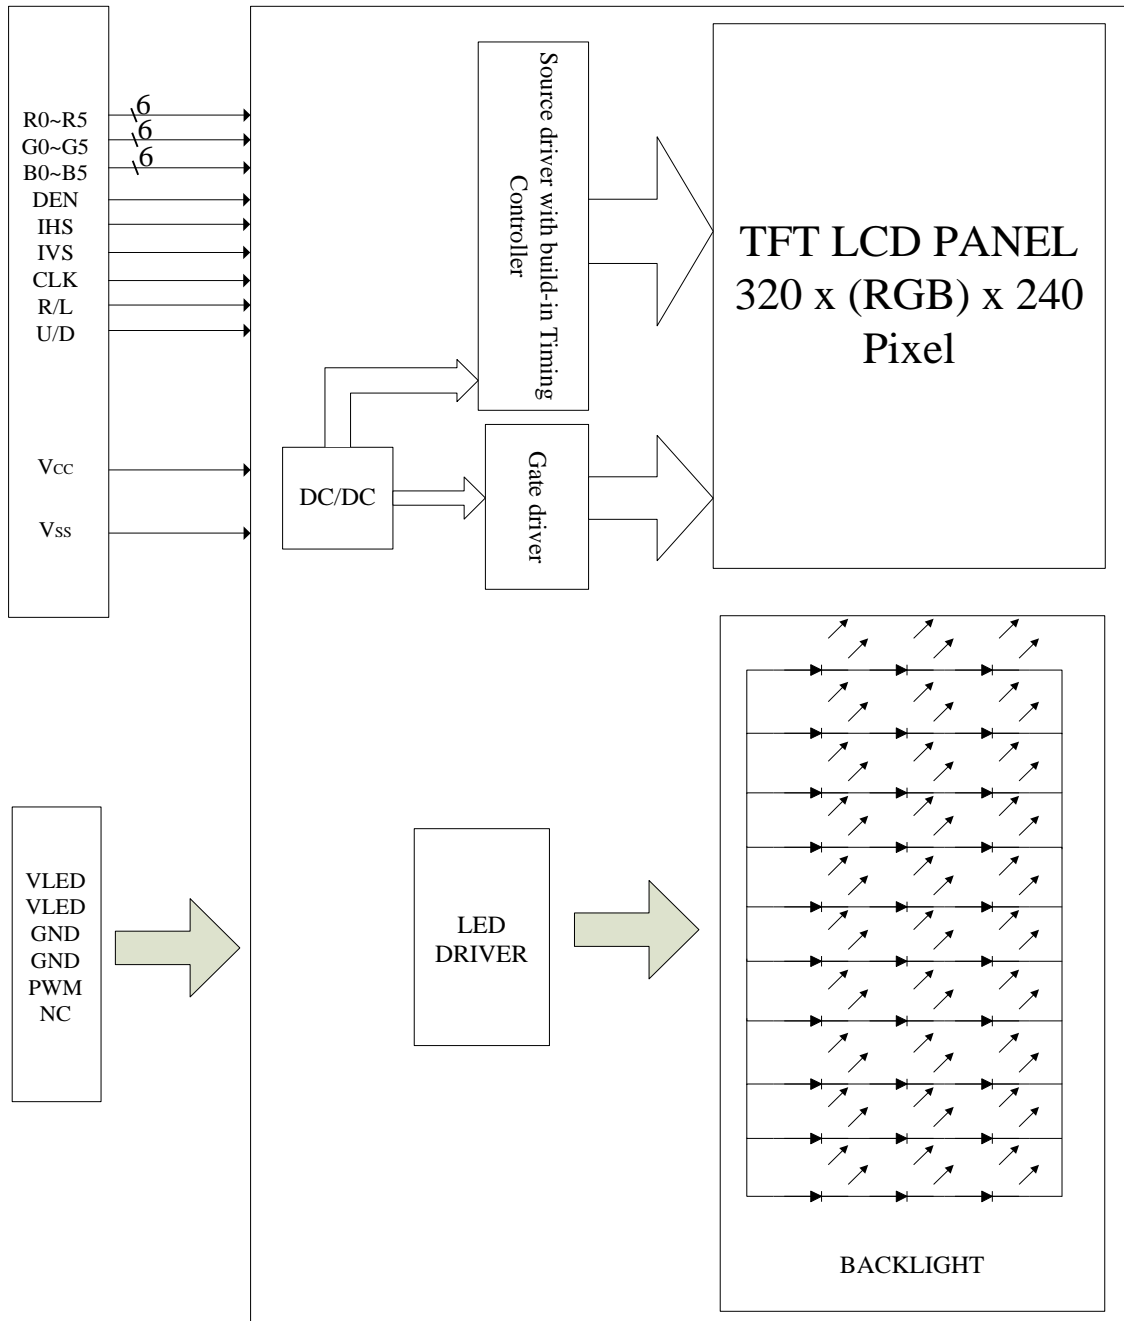 R0~R5
6
G0~G5
6
B0~B5
6
DEN
IHS
IVS
CLK
R/L
U/D
VCC
VSS
Source driver with build-in Timing
Controller
TFT LCD PANEL
320 x (RGB) x 240
Pixel
DC/DC
Gate driver
VLED
VLED
GND
GND
PWM
NC
LED
DRIVER
BACKLIGHT